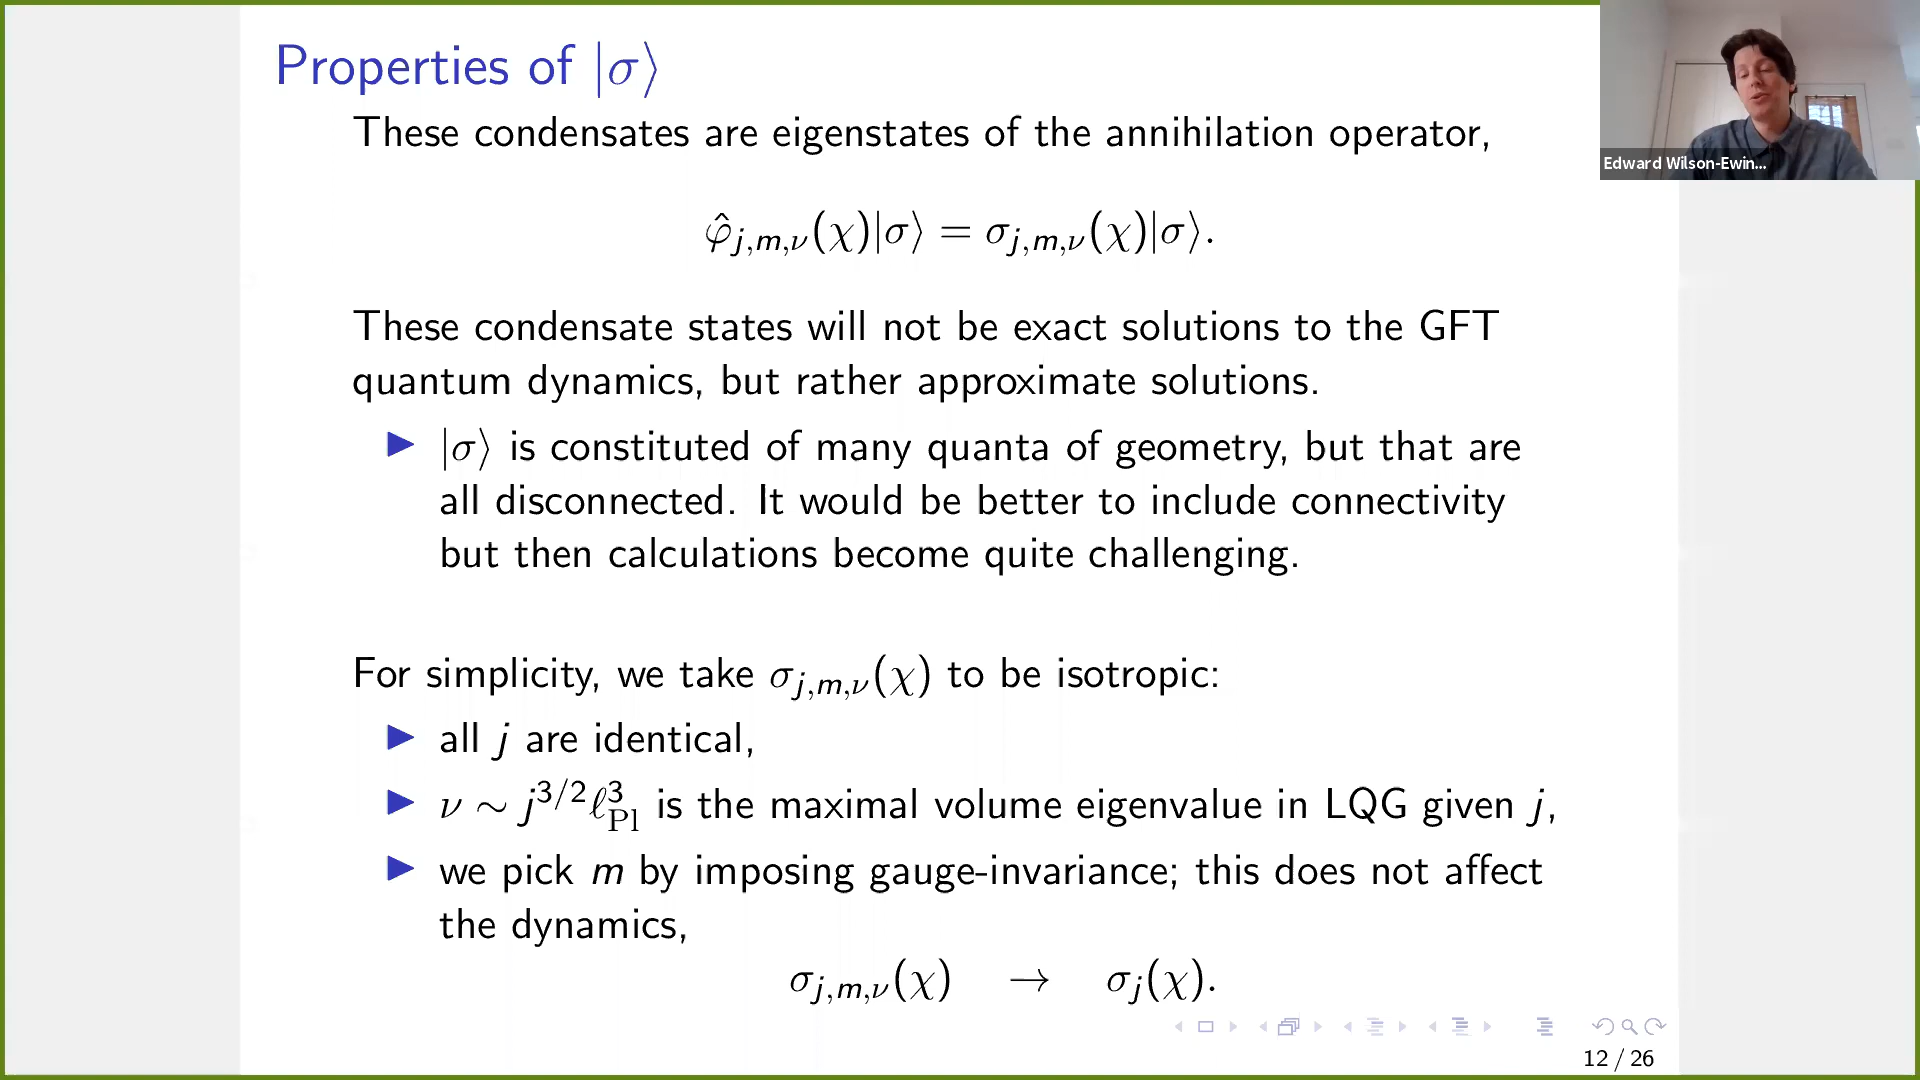 Properties of |σ⟩
Edward Wilson-Ewin...
These condensates are eigenstates of the annihilation operator,
φ̂_{j,m,ν}(χ)|σ⟩ = σ_{j,m,ν}(χ)|σ⟩.
These condensate states will not be exact solutions to the GFT
quantum dynamics, but rather approximate solutions.
▶ |σ⟩ is constituted of many quanta of geometry, but that are
all disconnected. It would be better to include connectivity
but then calculations become quite challenging.
For simplicity, we take σ_{j,m,ν}(χ) to be isotropic:
▶ all j are identical,
▶ ν ∼ j^{3/2}ℓ_{Pl}^3 is the maximal volume eigenvalue in LQG given j,
▶ we pick m by imposing gauge-invariance; this does not affect
the dynamics,
σ_{j,m,ν}(χ) → σ_j(χ).
12 / 26